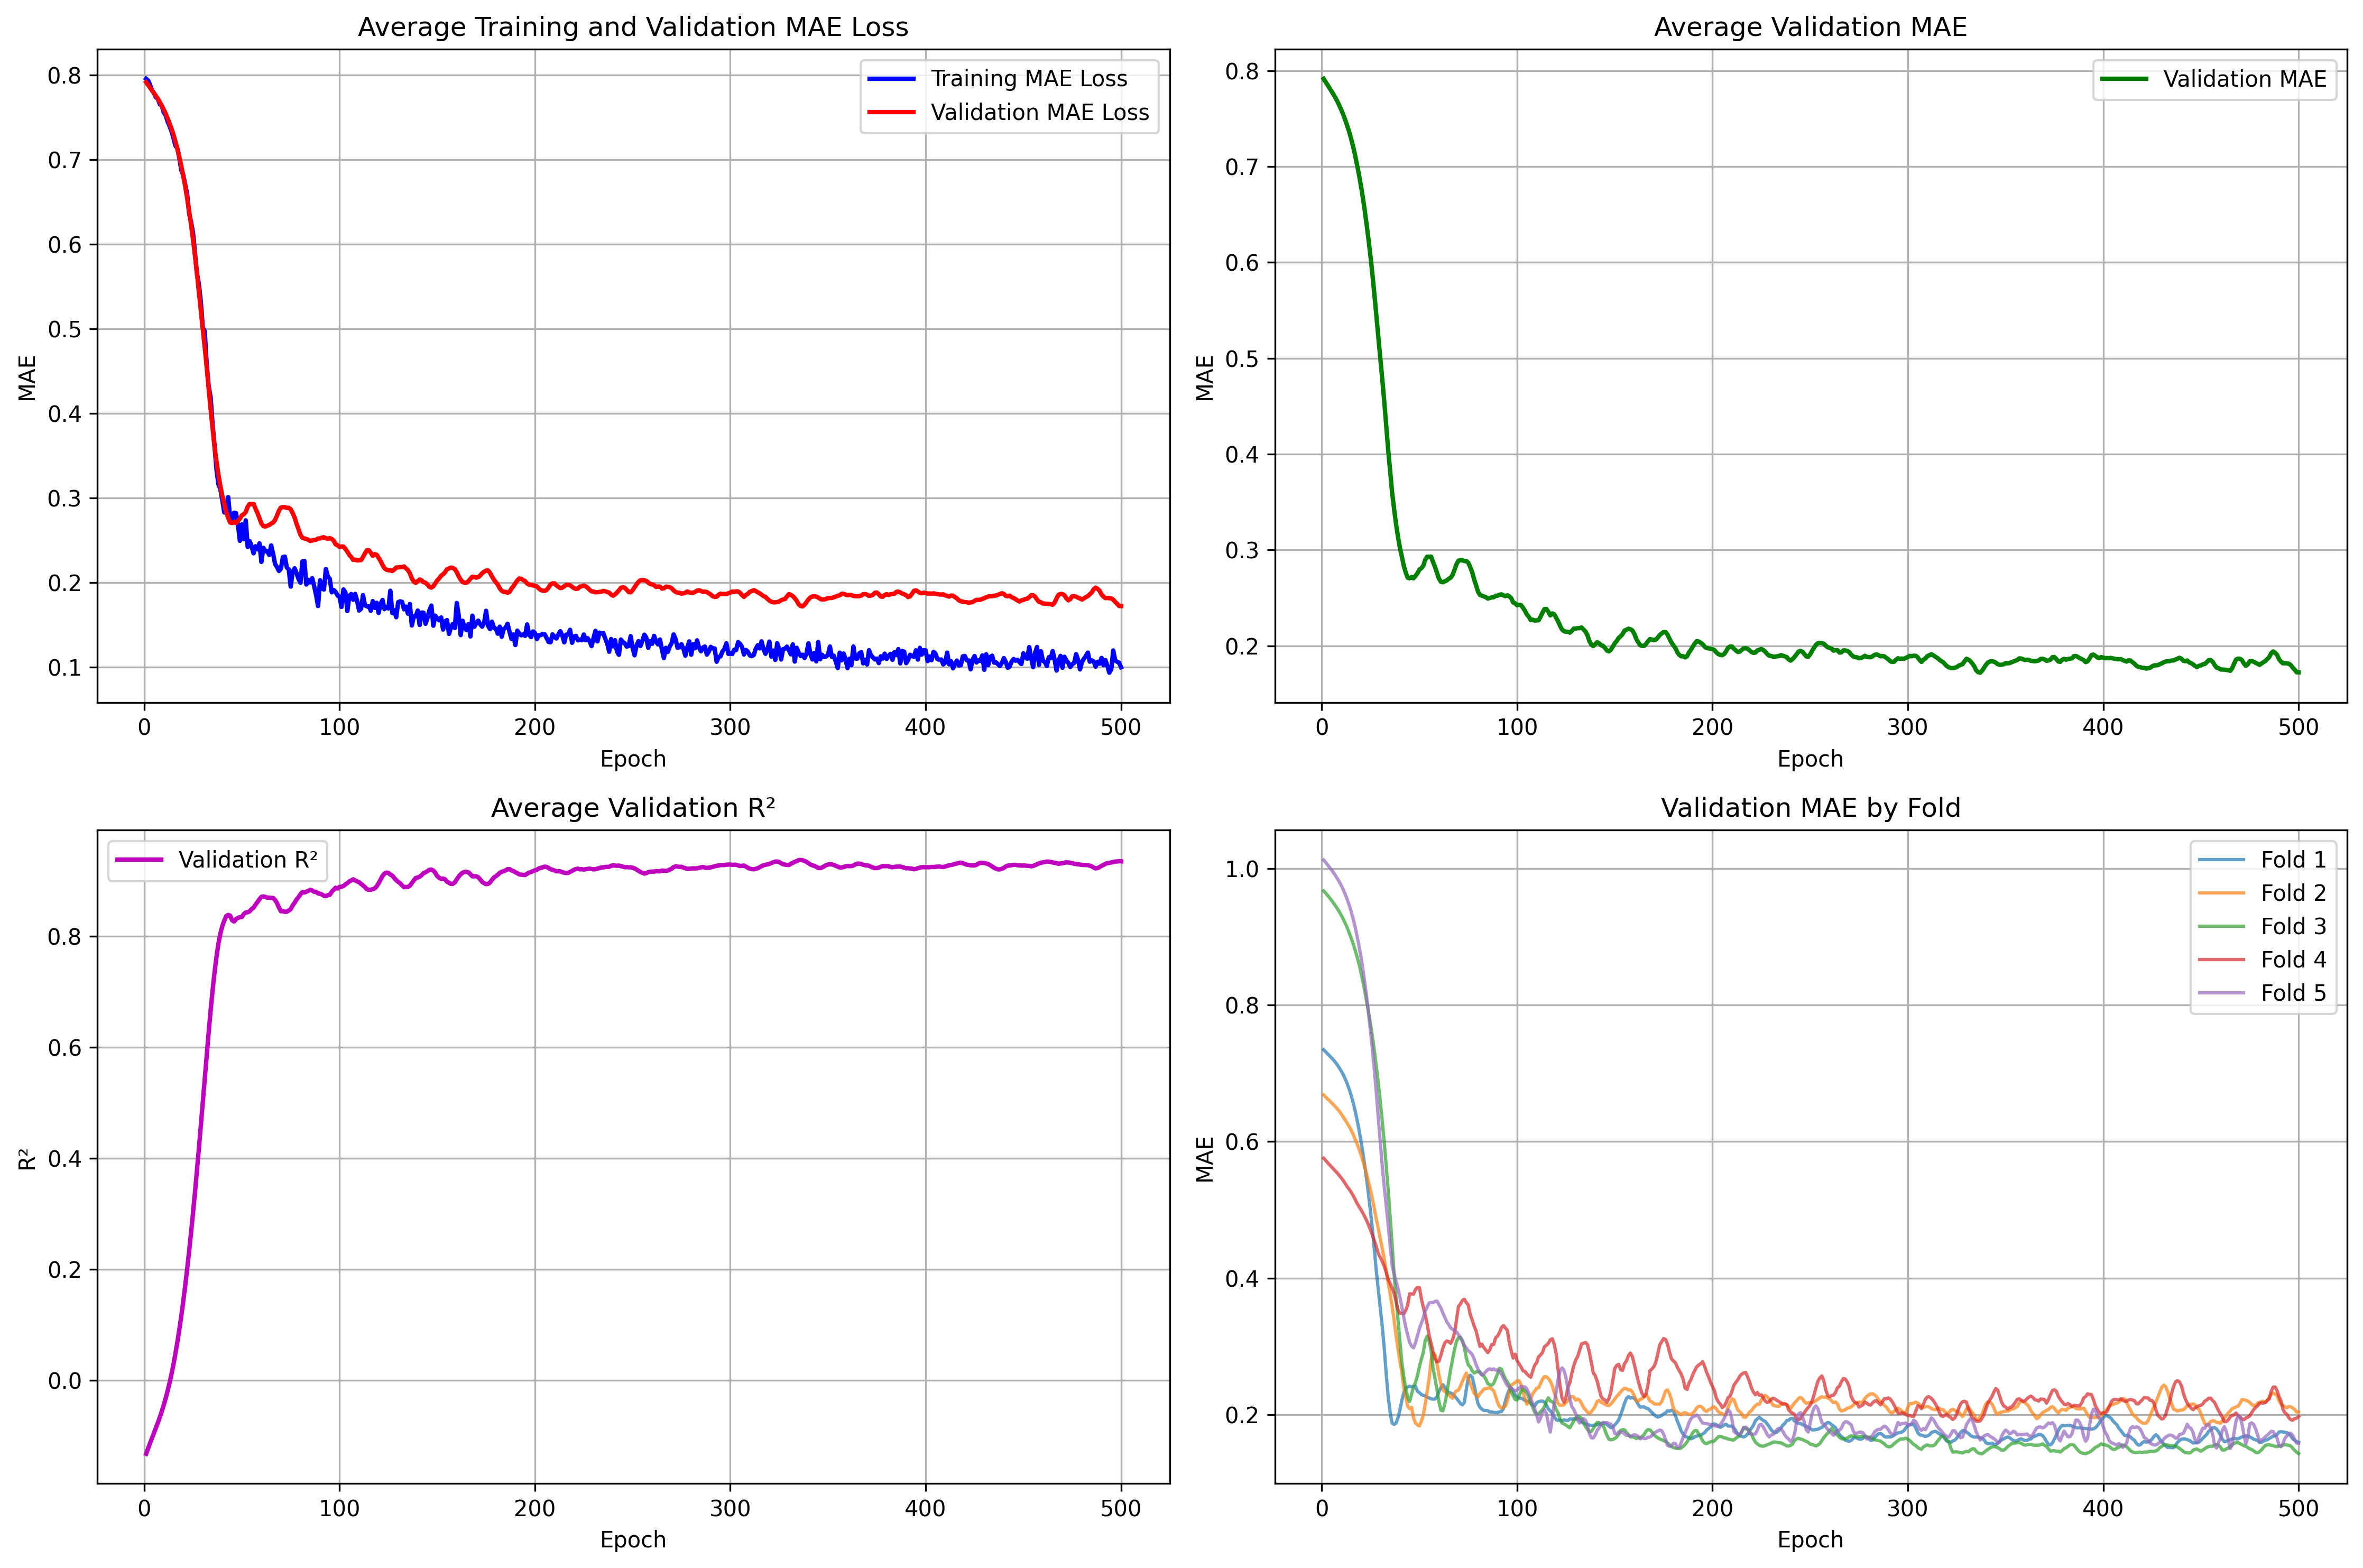 Average Training and Validation MAE Loss
Training MAE Loss
Validation MAE Loss
0.8
0.7
0.6
0.5
0.4
0.3
0.2
0.1
MAE
0
100
200
300
400
500
Epoch
Average Validation MAE
Validation MAE
0.8
0.7
0.6
0.5
0.4
0.3
0.2
MAE
0
100
200
300
400
500
Epoch
Average Validation R²
Validation R²
0.8
0.6
0.4
0.2
0.0
R²
0
100
200
300
400
500
Epoch
Validation MAE by Fold
Fold 1
Fold 2
Fold 3
Fold 4
Fold 5
1.0
0.8
0.6
0.4
0.2
MAE
0
100
200
300
400
500
Epoch